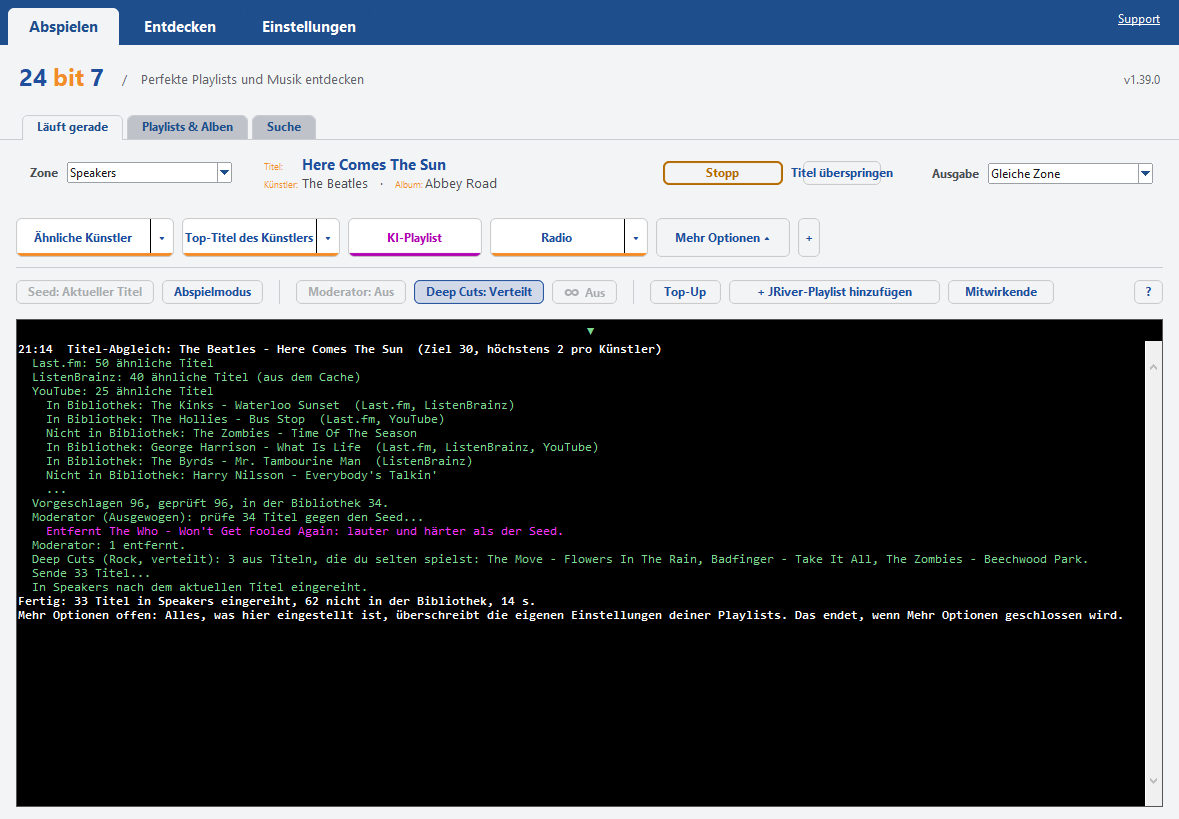 Abspielen Entdecken Einstellungen Support
24 bit 7 / Perfekte Playlists und Musik entdecken v1.39.0
Läuft gerade Playlists & Alben Suche
Zone Speakers Titel: Here Comes The Sun Stopp Titel überspringen Ausgabe Gleiche Zone
Künstler: The Beatles · Album: Abbey Road
Ähnliche Künstler Top-Titel des Künstlers KI-Playlist Radio Mehr Optionen +
Seed: Aktueller Titel Abspielmodus Moderator: Aus Deep Cuts: Verteilt ∞ Aus Top-Up + JRiver-Playlist hinzufügen Mitwirkende ?
21:14  Titel-Abgleich: The Beatles - Here Comes The Sun  (Ziel 30, höchstens 2 pro Künstler)
Last.fm: 50 ähnliche Titel
ListenBrainz: 40 ähnliche Titel (aus dem Cache)
YouTube: 25 ähnliche Titel
In Bibliothek: The Kinks - Waterloo Sunset  (Last.fm, ListenBrainz)
In Bibliothek: The Hollies - Bus Stop  (Last.fm, YouTube)
Nicht in Bibliothek: The Zombies - Time Of The Season
In Bibliothek: George Harrison - What Is Life  (Last.fm, ListenBrainz, YouTube)
In Bibliothek: The Byrds - Mr. Tambourine Man  (ListenBrainz)
Nicht in Bibliothek: Harry Nilsson - Everybody's Talkin'
...
Vorgeschlagen 96, geprüft 96, in der Bibliothek 34.
Moderator (Ausgewogen): prüfe 34 Titel gegen den Seed...
Entfernt The Who - Won't Get Fooled Again: lauter und härter als der Seed.
Moderator: 1 entfernt.
Deep Cuts (Rock, verteilt): 3 aus Titeln, die du selten spielst: The Move - Flowers In The Rain, Badfinger - Take It All, The Zombies - Beechwood Park.
Sende 33 Titel...
In Speakers nach dem aktuellen Titel eingereiht.
Fertig: 33 Titel in Speakers eingereiht, 62 nicht in der Bibliothek, 14 s.
Mehr Optionen offen: Alles, was hier eingestellt ist, überschreibt die eigenen Einstellungen deiner Playlists. Das endet, wenn Mehr Optionen geschlossen wird.